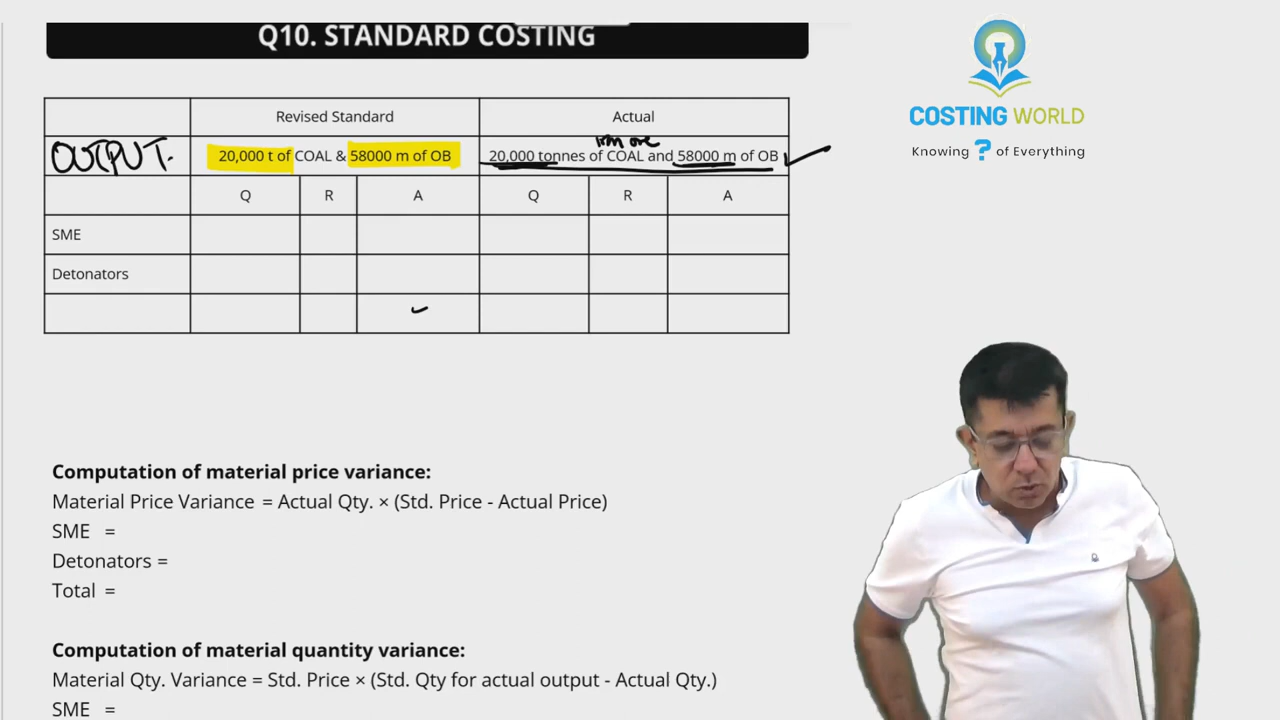 Q10. STANDARD COSTING
COSTING WORLD
Knowing ? of Everything
Revised Standard Actual
OUTPUT. 20,000 t of COAL & 58000 m of OB 20,000 tonnes of COAL and 58000 m of OB
Q R A Q R A
SME
Detonators
Computation of material price variance:
Material Price Variance = Actual Qty. × (Std. Price - Actual Price)
SME =
Detonators =
Total =
Computation of material quantity variance:
Material Qty. Variance = Std. Price × (Std. Qty for actual output - Actual Qty.)
SME =